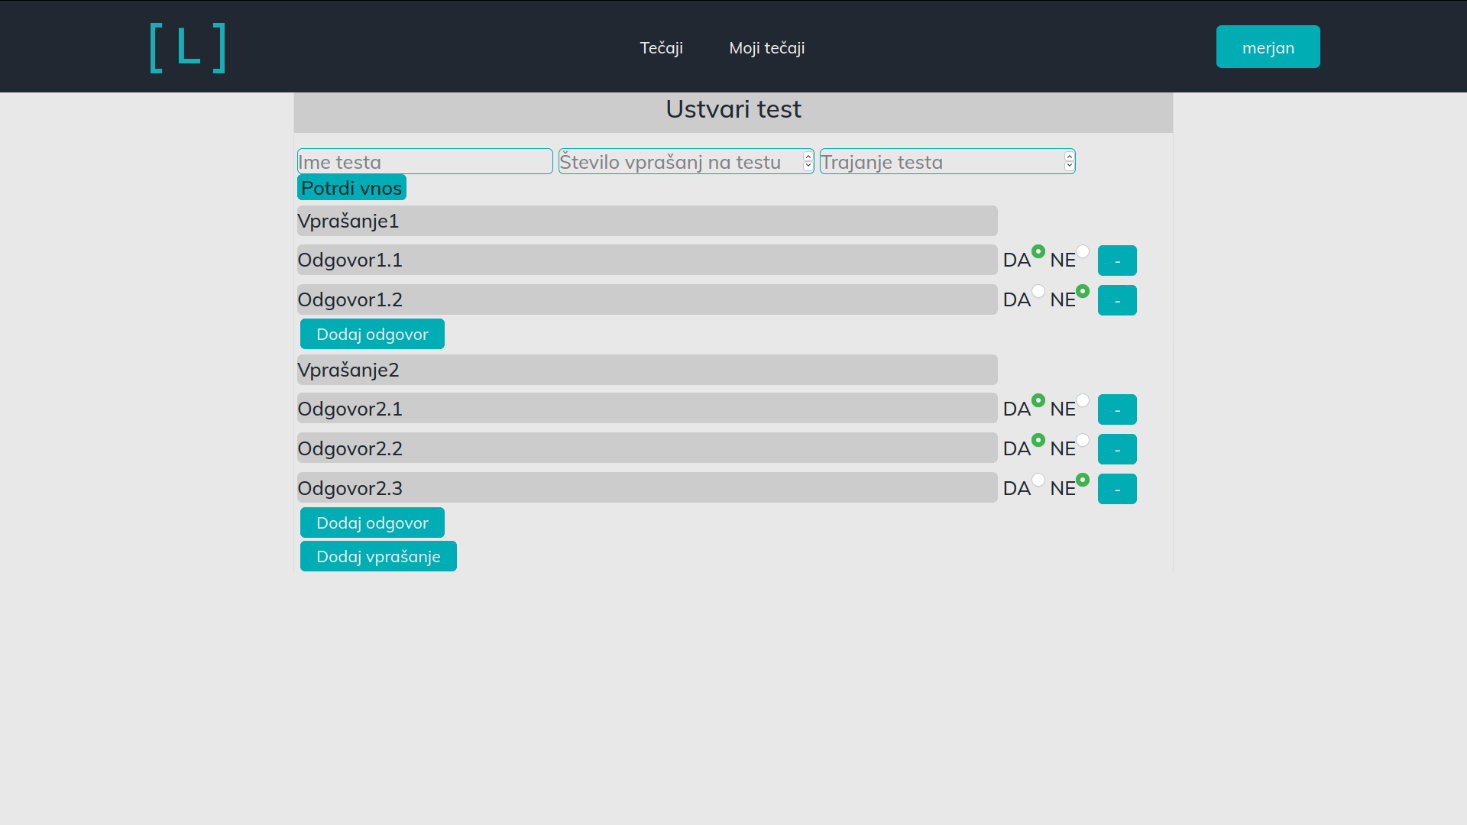 [ L ] Tečaji Moji tečaji merjan
Ustvari test
Ime testa Število vprašanj na testu Trajanje testa
Potrdi vnos
Vprašanje1
Odgovor1.1 DA NE -
Odgovor1.2 DA NE -
Dodaj odgovor
Vprašanje2
Odgovor2.1 DA NE -
Odgovor2.2 DA NE -
Odgovor2.3 DA NE -
Dodaj odgovor
Dodaj vprašanje